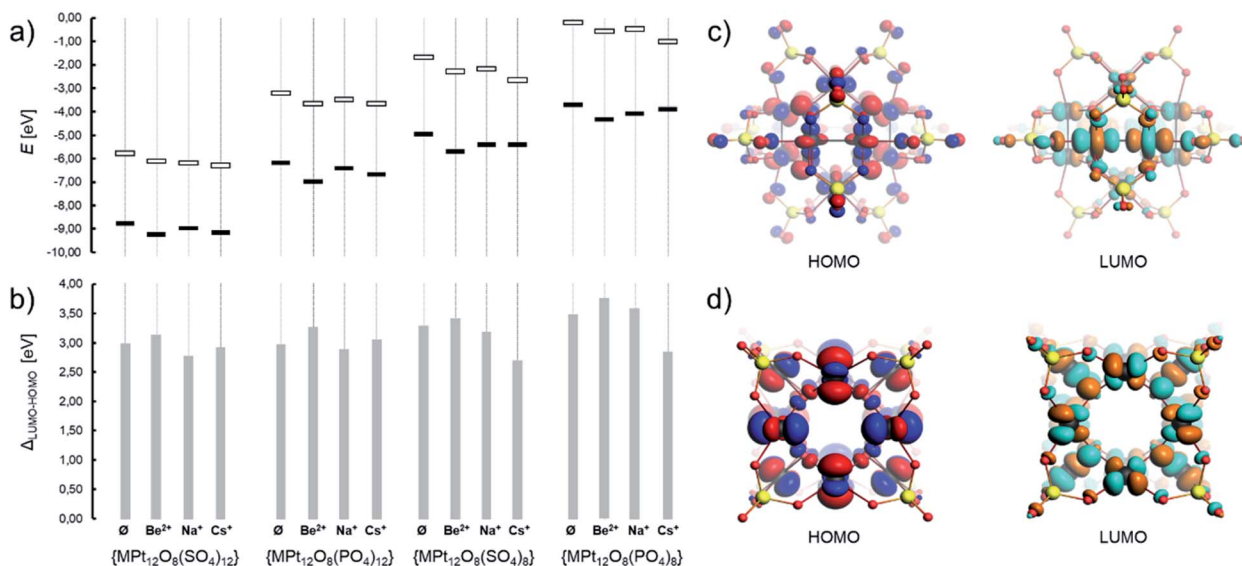 a)
E [eV]
0,00
-1,00
-2,00
-3,00
-4,00
-5,00
-6,00
-7,00
-8,00
-9,00
-10,00
b)
Δ_LUMO-HOMO [eV]
4,00
3,50
3,00
2,50
2,00
1,50
1,00
0,50
0,00
Ø Be²⁺ Na⁺ Cs⁺ Ø Be²⁺ Na⁺ Cs⁺ Ø Be²⁺ Na⁺ Cs⁺ Ø Be²⁺ Na⁺ Cs⁺
{MPt₁₂O₈(SO₄)₁₂} {MPt₁₂O₈(PO₄)₁₂} {MPt₁₂O₈(SO₄)₈} {MPt₁₂O₈(PO₄)₈}
c)
HOMO LUMO
d)
HOMO LUMO